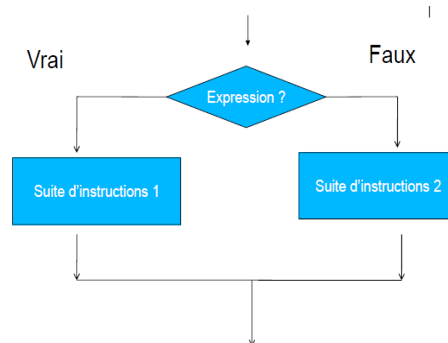 Vrai
Faux
Expression ?
Suite d'instructions 1
Suite d'instructions 2